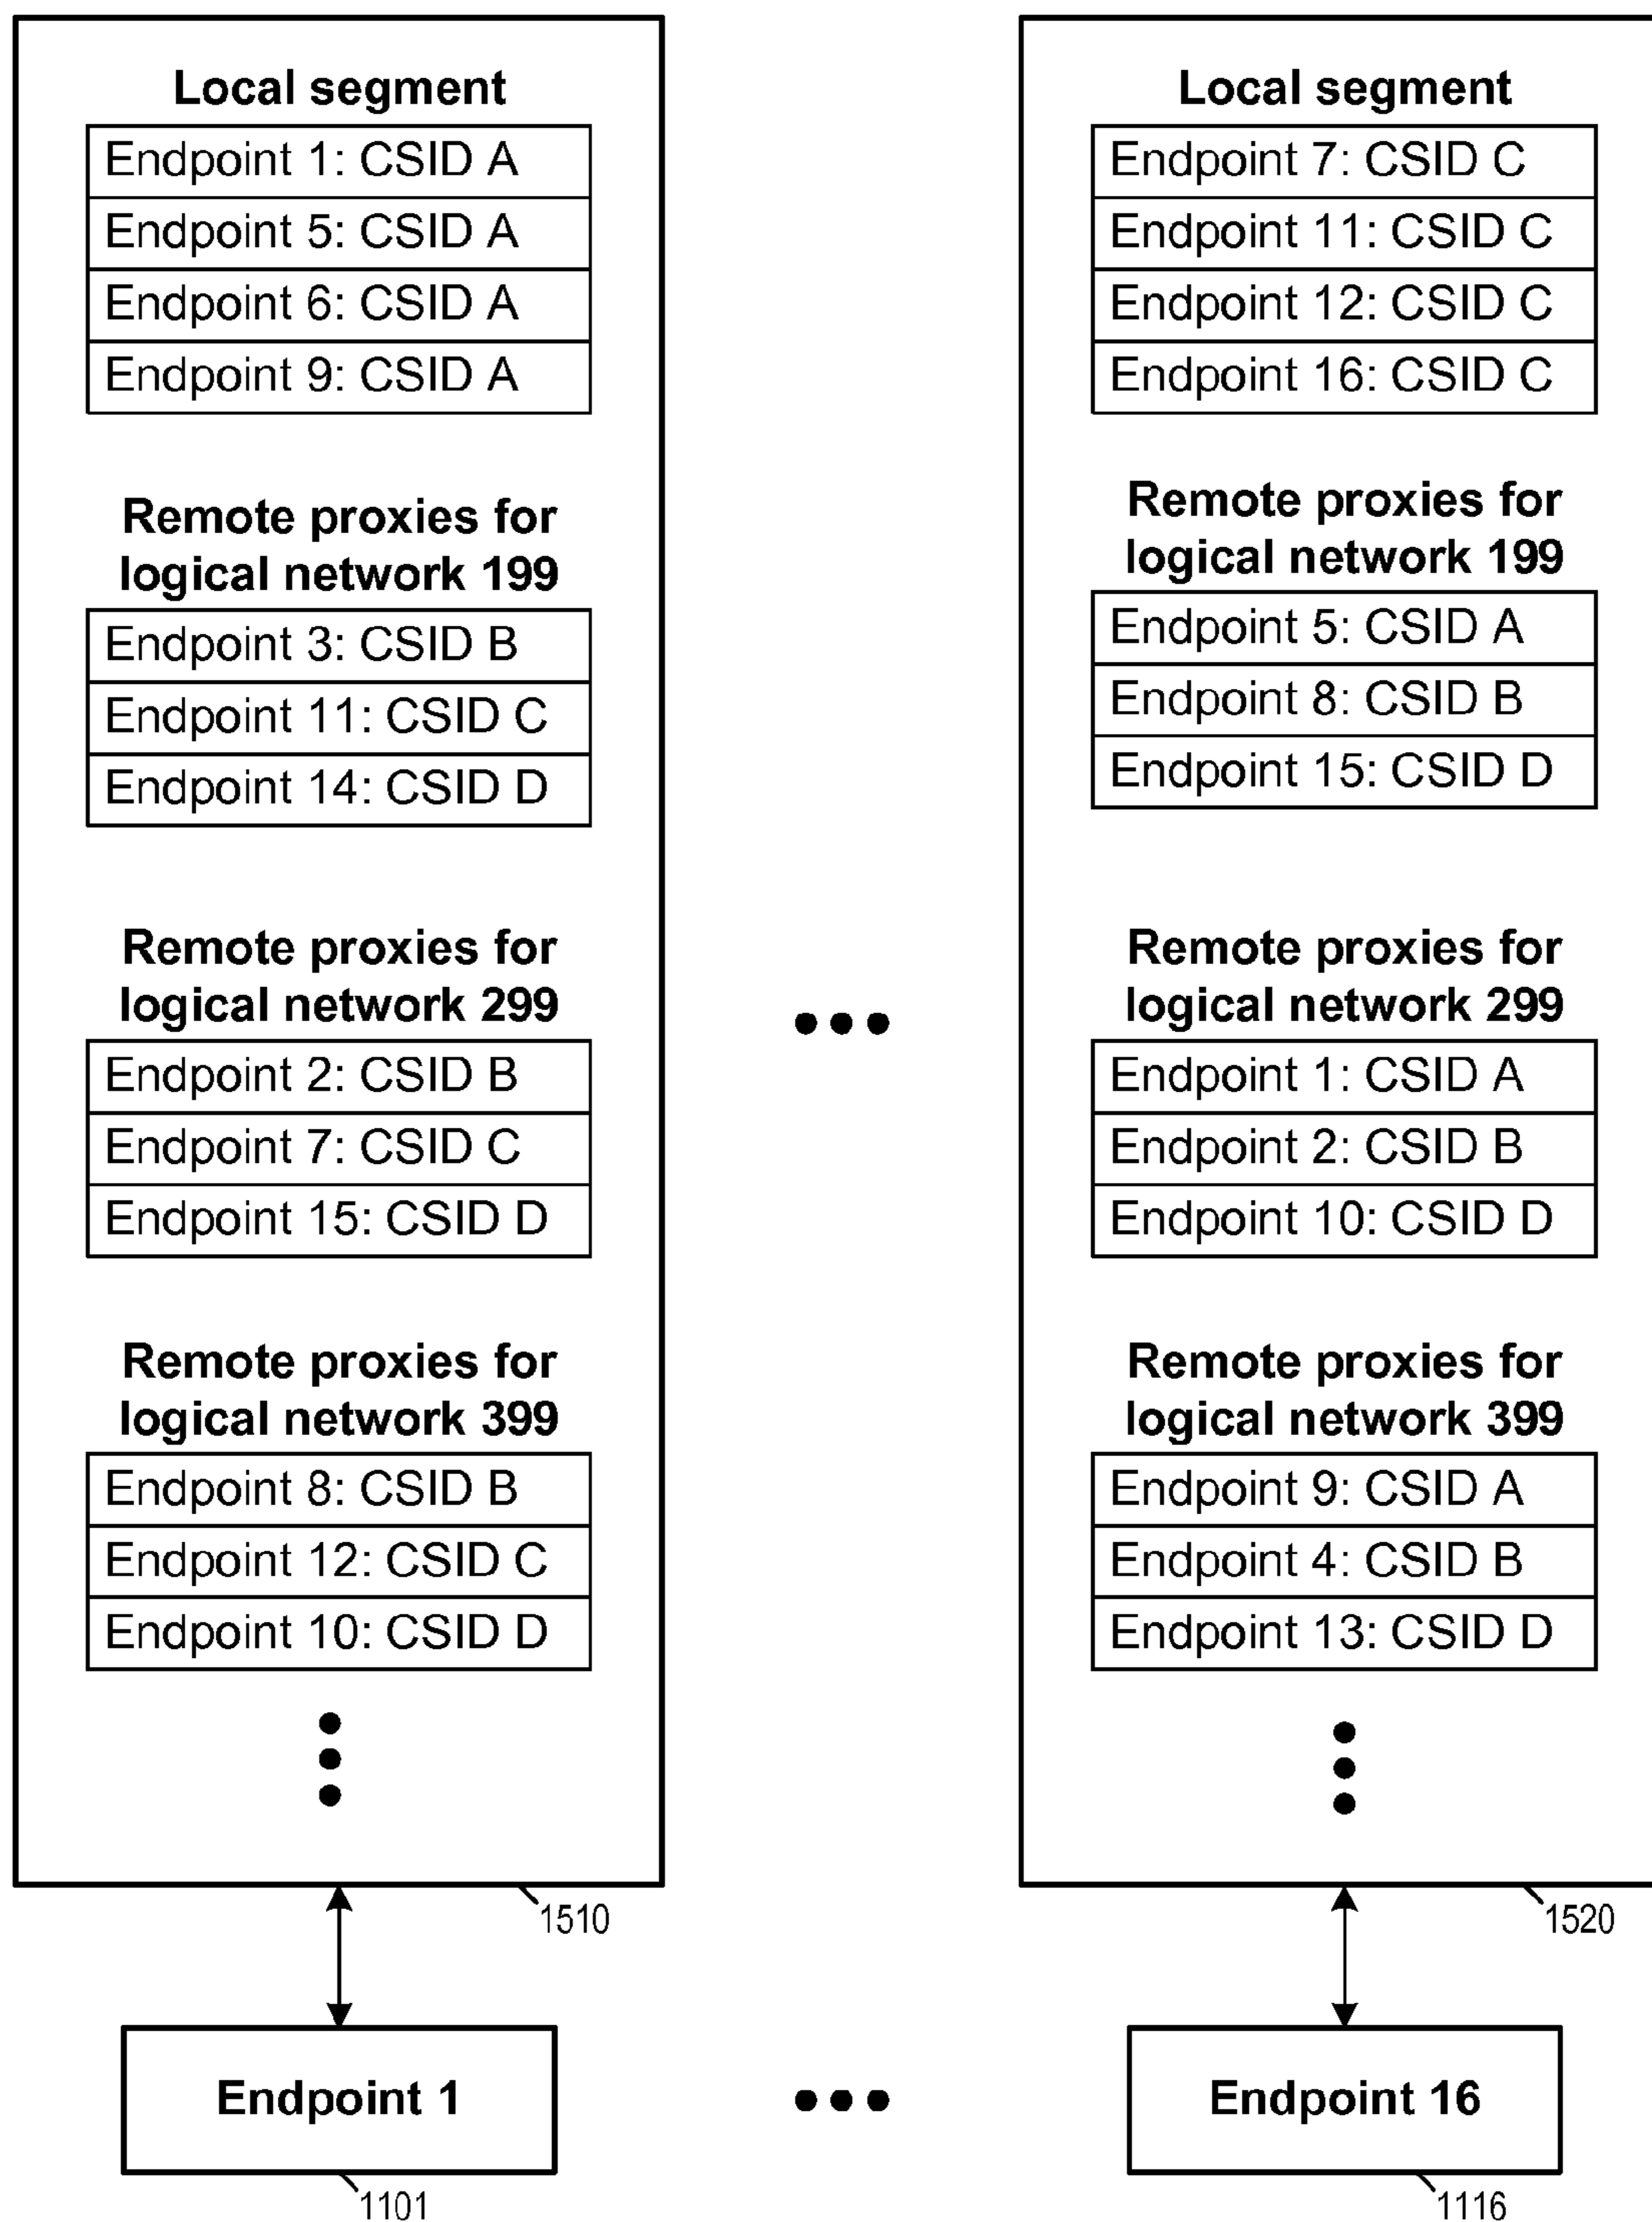 Local segment
Endpoint 1: CSID A
Endpoint 5: CSID A
Endpoint 6: CSID A
Endpoint 9: CSID A
Remote proxies for
logical network 199
Endpoint 3: CSID B
Endpoint 11: CSID C
Endpoint 14: CSID D
Remote proxies for
logical network 299
Endpoint 2: CSID B
Endpoint 7: CSID C
Endpoint 15: CSID D
Remote proxies for
logical network 399
Endpoint 8: CSID B
Endpoint 12: CSID C
Endpoint 10: CSID D
1510
Endpoint 1
1101
Local segment
Endpoint 7: CSID C
Endpoint 11: CSID C
Endpoint 12: CSID C
Endpoint 16: CSID C
Remote proxies for
logical network 199
Endpoint 5: CSID A
Endpoint 8: CSID B
Endpoint 15: CSID D
Remote proxies for
logical network 299
Endpoint 1: CSID A
Endpoint 2: CSID B
Endpoint 10: CSID D
Remote proxies for
logical network 399
Endpoint 9: CSID A
Endpoint 4: CSID B
Endpoint 13: CSID D
1520
Endpoint 16
1116